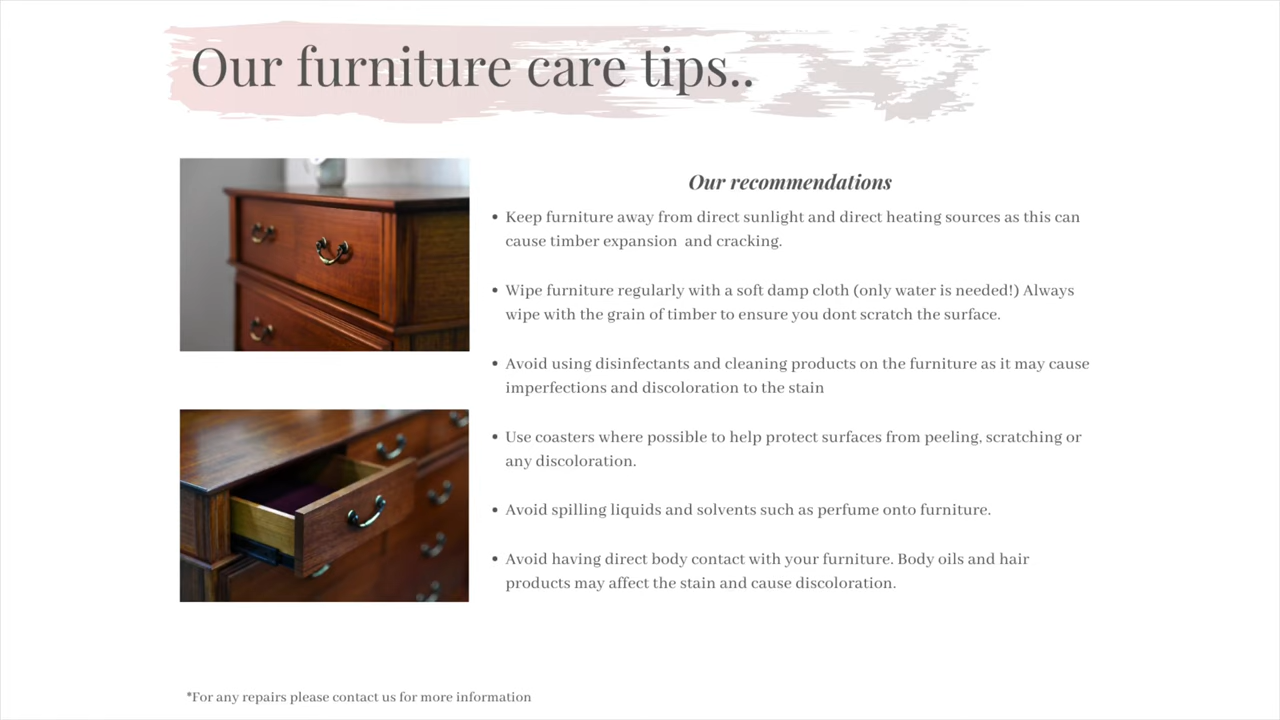 Our furniture care tips..
Our recommendations
• Keep furniture away from direct sunlight and direct heating sources as this can
cause timber expansion  and cracking.
• Wipe furniture regularly with a soft damp cloth (only water is needed!) Always
wipe with the grain of timber to ensure you dont scratch the surface.
• Avoid using disinfectants and cleaning products on the furniture as it may cause
imperfections and discoloration to the stain
• Use coasters where possible to help protect surfaces from peeling, scratching or
any discoloration.
• Avoid spilling liquids and solvents such as perfume onto furniture.
• Avoid having direct body contact with your furniture. Body oils and hair
products may affect the stain and cause discoloration.
*For any repairs please contact us for more information